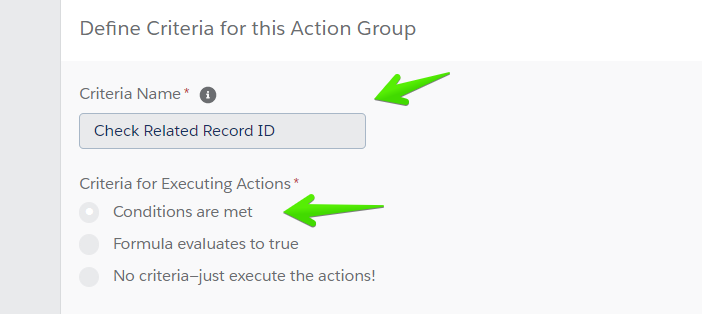 Define Criteria for this Action Group
Criteria Name*
Check Related Record ID
Criteria for Executing Actions*
Conditions are met
Formula evaluates to true
No criteria—just execute the actions!